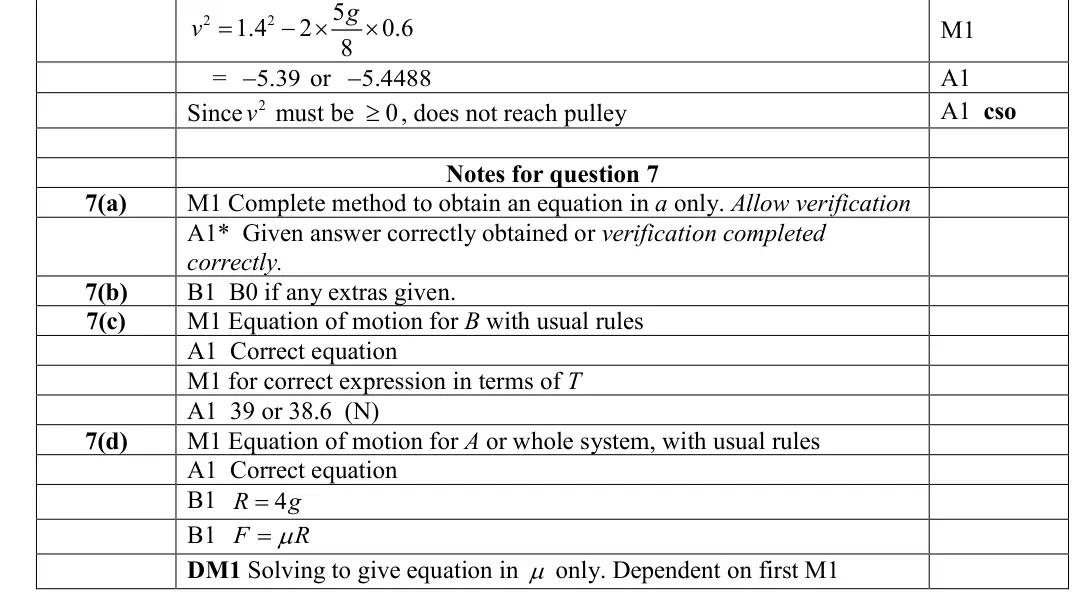 v² = 1.4² − 2 × 5g/8 × 0.6 M1
= –5.39 or –5.4488 A1
Since v² must be ≥ 0, does not reach pulley A1 cso
Notes for question 7
7(a) M1 Complete method to obtain an equation in a only. Allow verification
A1* Given answer correctly obtained or verification completed
correctly.
7(b) B1 B0 if any extras given.
7(c) M1 Equation of motion for B with usual rules
A1 Correct equation
M1 for correct expression in terms of T
A1 39 or 38.6 (N)
7(d) M1 Equation of motion for A or whole system, with usual rules
A1 Correct equation
B1 R = 4g
B1 F = μR
DM1 Solving to give equation in μ only. Dependent on first M1